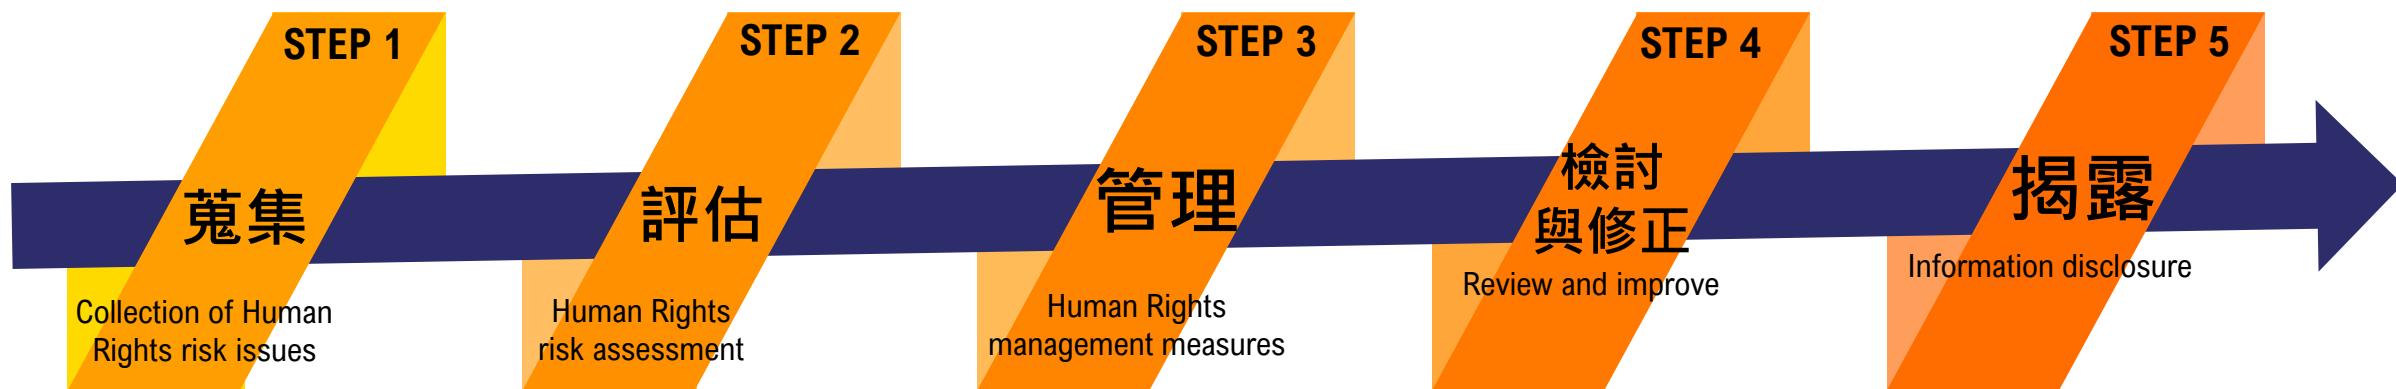 STEP 1
蒐集
Collection of Human
Rights risk issues
STEP 2
評估
Human Rights
risk assessment
STEP 3
管理
Human Rights
management measures
STEP 4
檢討
與修正
Review and improve
STEP 5
揭露
Information disclosure